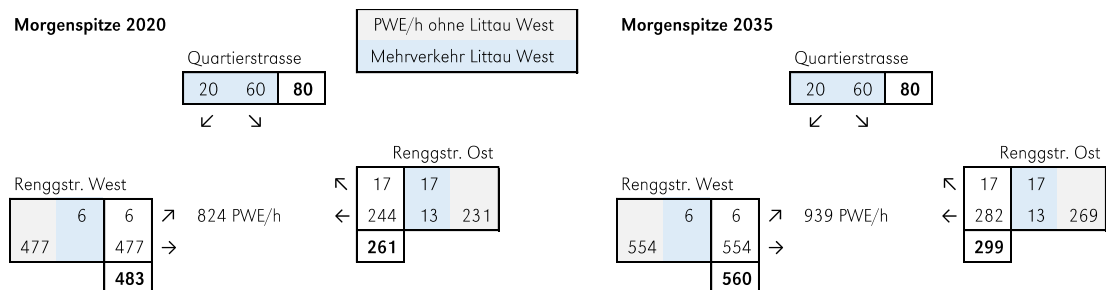 Morgenspitze 2020
PWE/h ohne Littau West
Mehrverkehr Littau West
Quartierstrasse
20 60 80
↙ ↘
Renggstr. Ost
↖ 17 17
← 244 13 231
261
Renggstr. West
6 6 ↗ 824 PWE/h
477 477 →
483
Morgenspitze 2035
Quartierstrasse
20 60 80
↙ ↘
Renggstr. Ost
↖ 17 17
← 282 13 269
299
Renggstr. West
6 6 ↗ 939 PWE/h
554 554 →
560